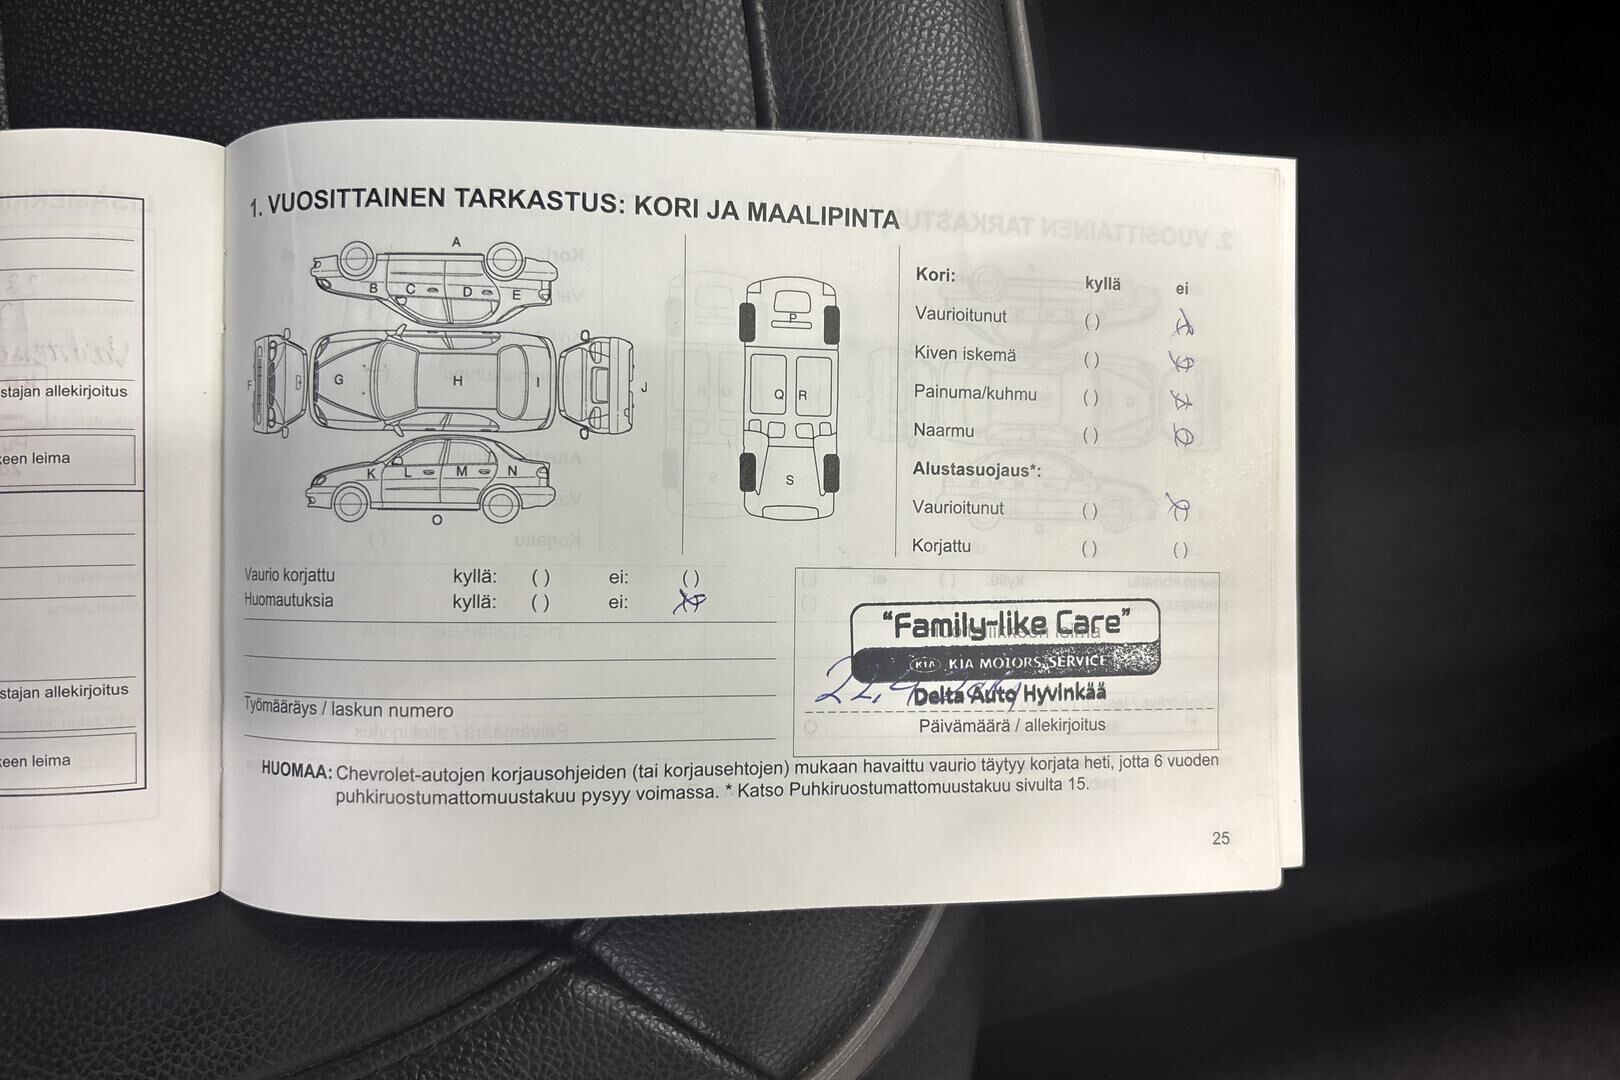 stajan allekirjoitus
keen leima
stajan allekirjoitus
keen leima
1. VUOSITTAINEN TARKASTUS: KORI JA MAALIPINTA
A
B C D E
F G H I J
K L M N
O
P
Q R
S
Kori: kyllä ei
Vaurioitunut ( ) ( )
Kiven iskemä ( ) ( )
Painuma/kuhmu ( ) ( )
Naarmu ( ) ( )
Alustasuojaus*:
Vaurioitunut ( ) ( )
Korjattu ( ) ( )
Vaurio korjattu kyllä: ( ) ei: ( )
Huomautuksia kyllä: ( ) ei: ( )
"Family-like Care"
KIA KIA MOTORS SERVICE
Delta Auto Hyvinkää
Työmääräys / laskun numero
Päivämäärä / allekirjoitus
HUOMAA: Chevrolet-autojen korjausohjeiden (tai korjausehtojen) mukaan havaittu vaurio täytyy korjata heti, jotta 6 vuoden
puhkiruostumattomuustakuu pysyy voimassa. * Katso Puhkiruostumattomuustakuu sivulta 15.
25